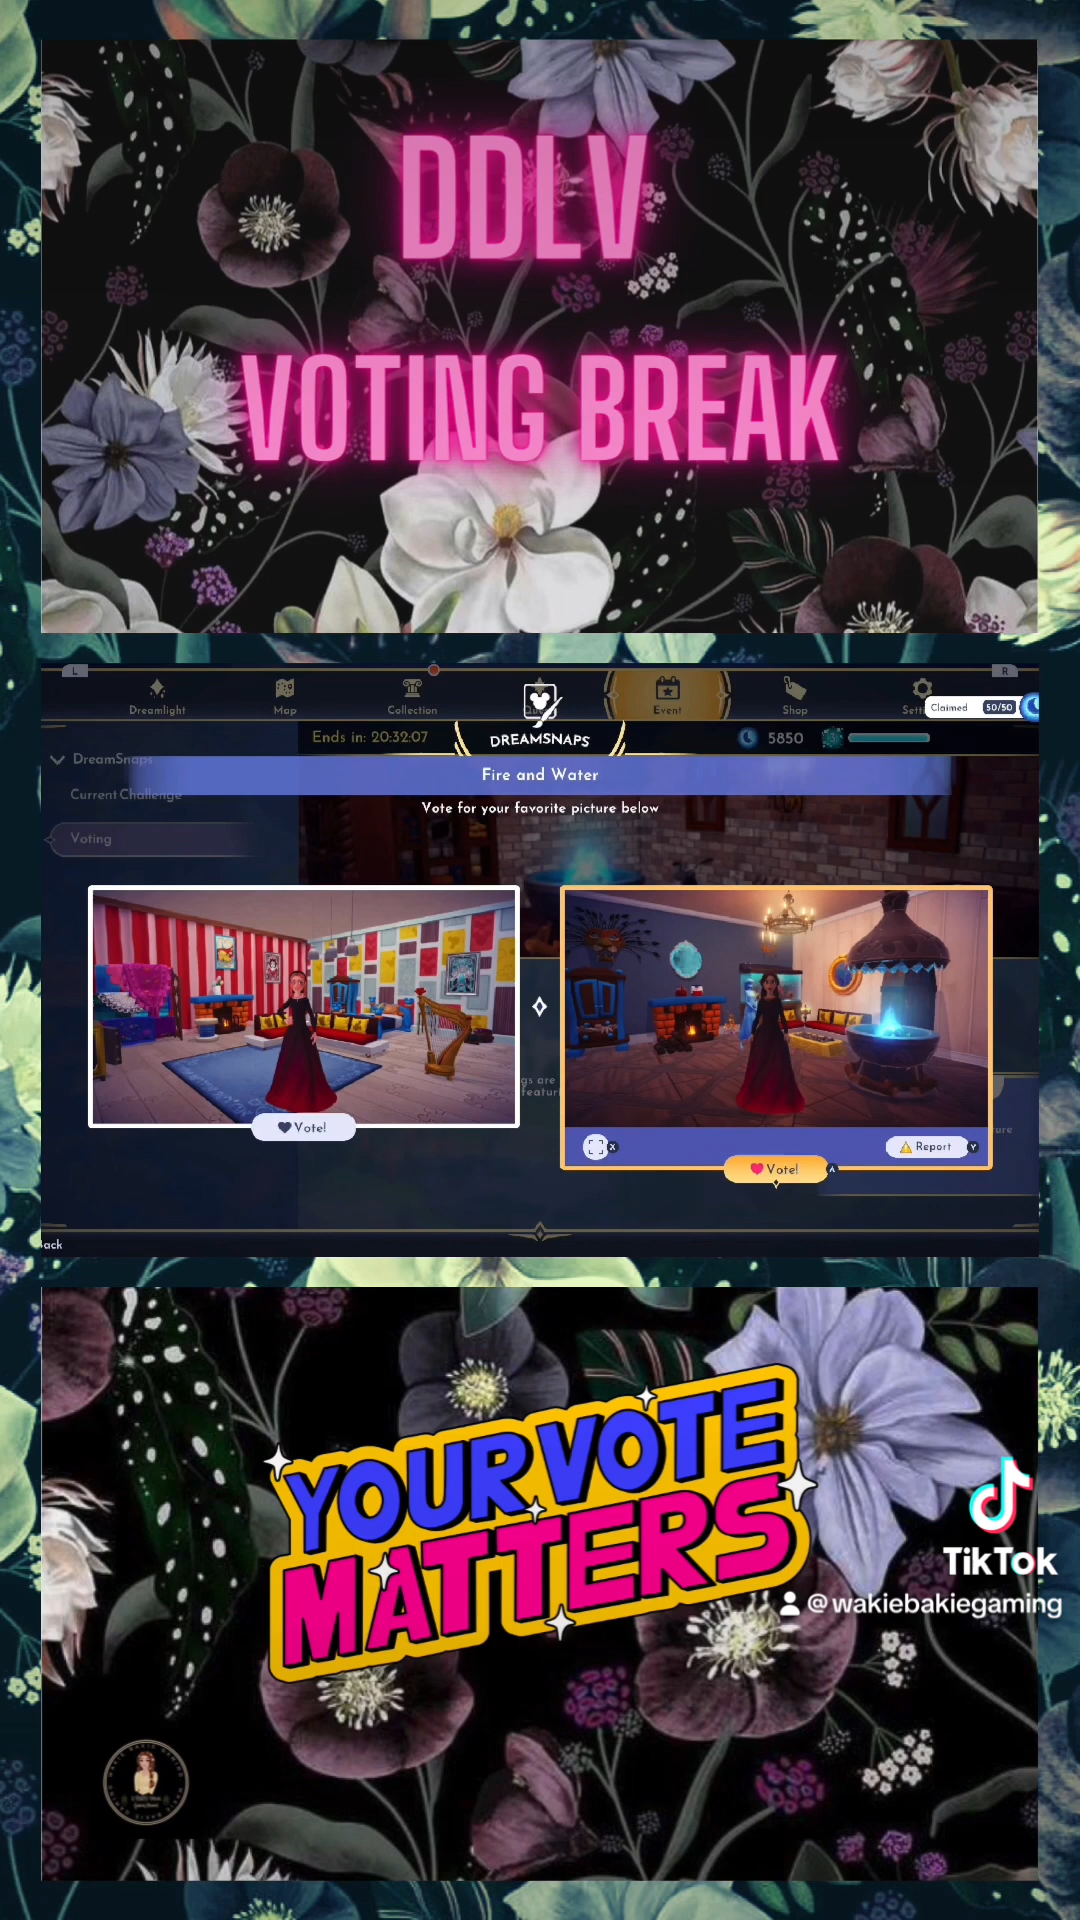 DDLV
VOTING BREAK
L
R
Dreamlight
Map
Collection
Event
Shop
Claimed 50/50
Ends in: 20:32:07
DREAMSNAPS
5850
DreamSnaps
Fire and Water
Current Challenge
Vote for your favorite picture below
Voting
Vote!
X
Report
Y
Vote!
A
YOUR VOTE
MATTERS
TikTok
@wakiebakiegaming